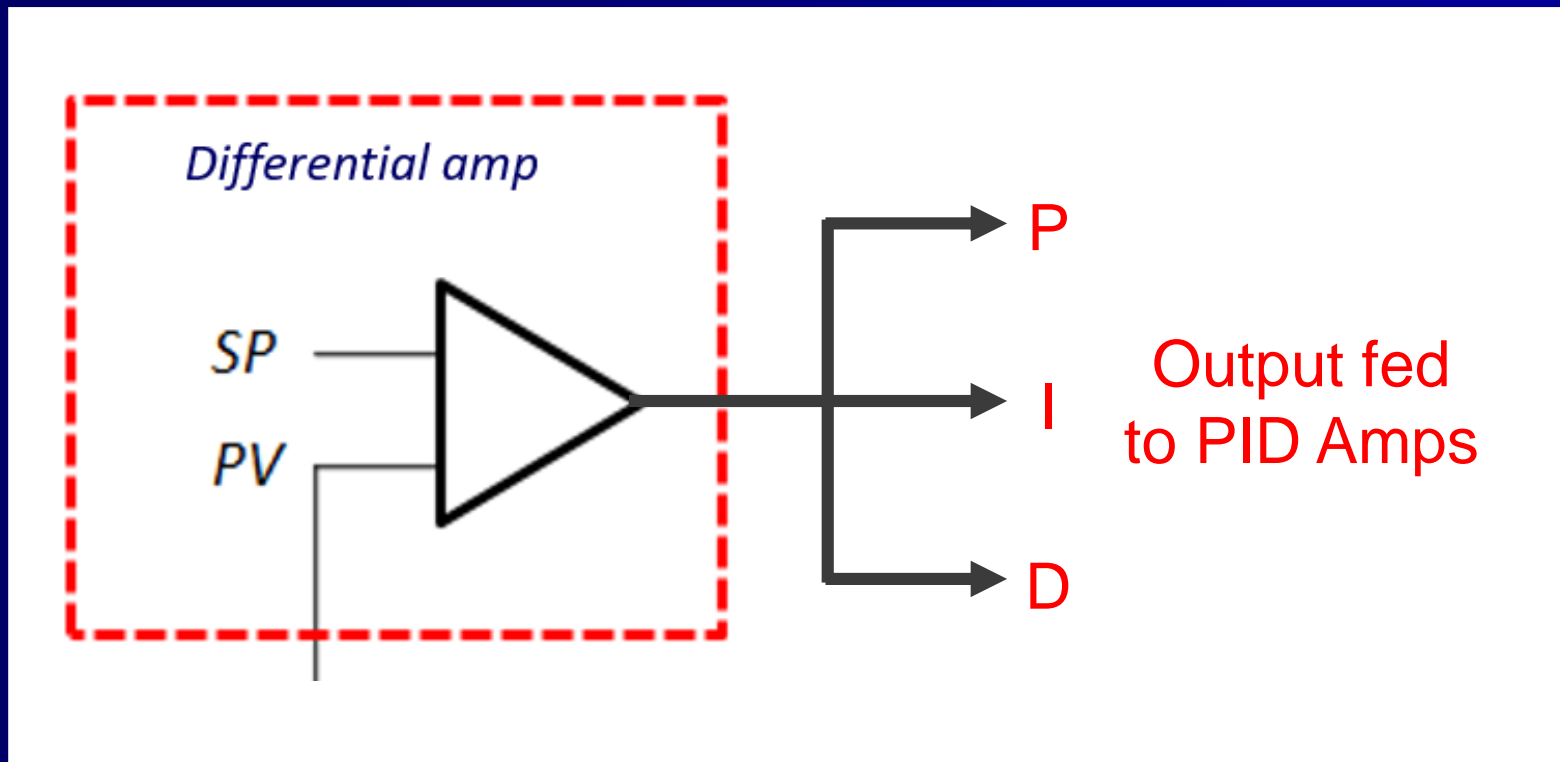 Differential amp
SP
PV
P
I
D
Output fed
to PID Amps